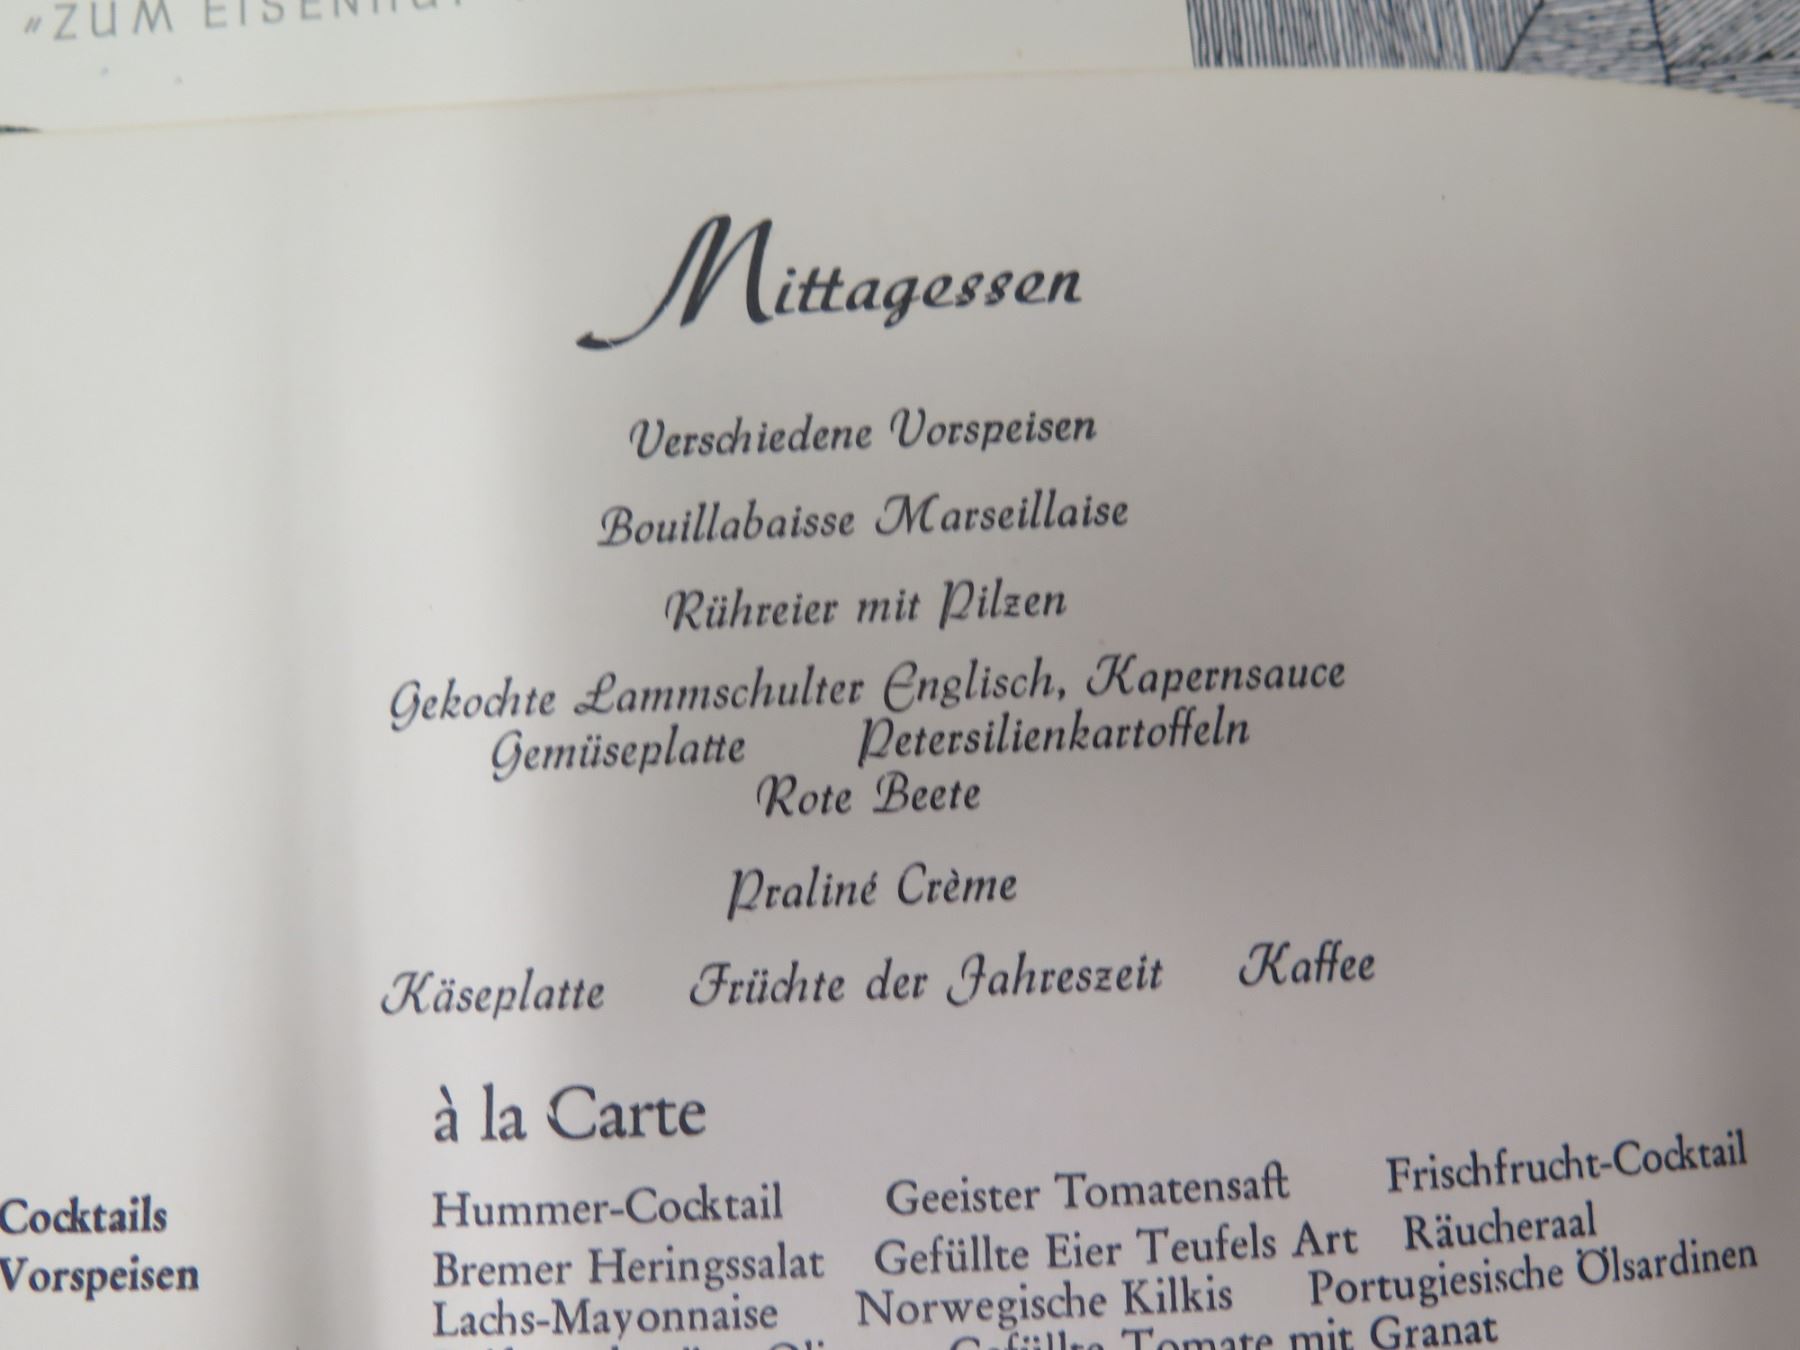 "ZUM
Mittagessen
Verschiedene Vorspeisen
Bouillabaisse Marseillaise
Rühreier mit Pilzen
Gekochte Lammschulter Englisch, Kapernsauce
Gemüseplatte Petersilienkartoffeln
Rote Beete
Praliné Crème
Käseplatte Früchte der Jahreszeit Kaffee
à la Carte
Cocktails Hummer-Cocktail Geeister Tomatensaft Frischfrucht-Cocktail
Vorspeisen Bremer Heringssalat Gefüllte Eier Teufels Art Räucheraal
Lachs-Mayonnaise Norwegische Kilkis Portugiesische Ölsardinen
Gefüllte Tomate mit Granat